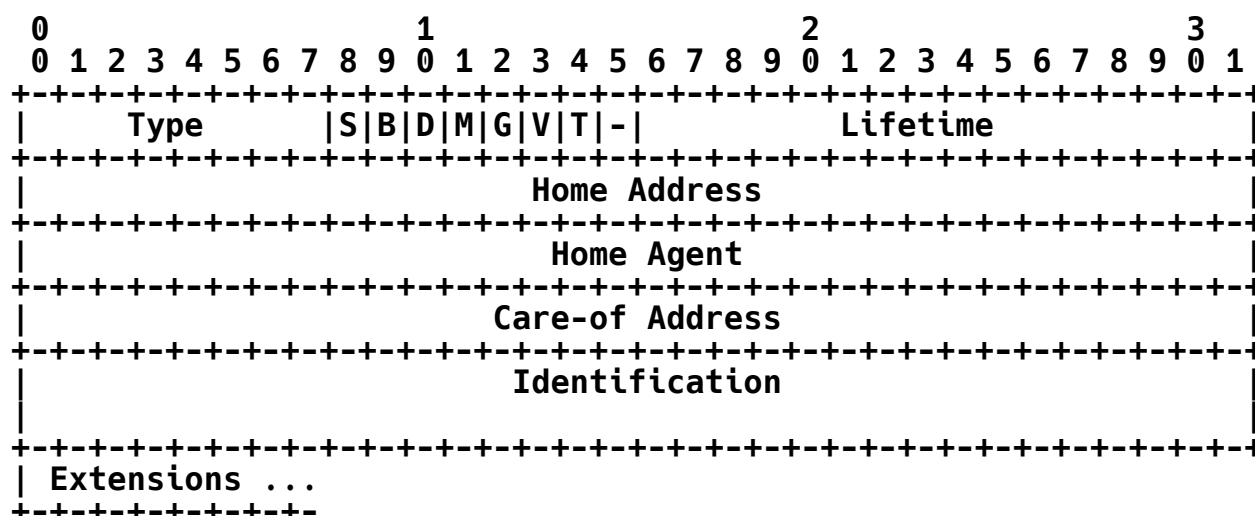 0                   1                   2                   3
 0 1 2 3 4 5 6 7 8 9 0 1 2 3 4 5 6 7 8 9 0 1 2 3 4 5 6 7 8 9 0 1
+-+-+-+-+-+-+-+-+-+-+-+-+-+-+-+-+-+-+-+-+-+-+-+-+-+-+-+-+-+-+-+-+
|     Type      |S|B|D|M|G|V|T|-|          Lifetime             |
+-+-+-+-+-+-+-+-+-+-+-+-+-+-+-+-+-+-+-+-+-+-+-+-+-+-+-+-+-+-+-+-+
|                          Home Address                         |
+-+-+-+-+-+-+-+-+-+-+-+-+-+-+-+-+-+-+-+-+-+-+-+-+-+-+-+-+-+-+-+-+
|                           Home Agent                          |
+-+-+-+-+-+-+-+-+-+-+-+-+-+-+-+-+-+-+-+-+-+-+-+-+-+-+-+-+-+-+-+-+
|                        Care-of Address                        |
+-+-+-+-+-+-+-+-+-+-+-+-+-+-+-+-+-+-+-+-+-+-+-+-+-+-+-+-+-+-+-+-+
|                         Identification                        |
|                                                               |
+-+-+-+-+-+-+-+-+-+-+-+-+-+-+-+-+-+-+-+-+-+-+-+-+-+-+-+-+-+-+-+-+
| Extensions ...
+-+-+-+-+-+-+-+-